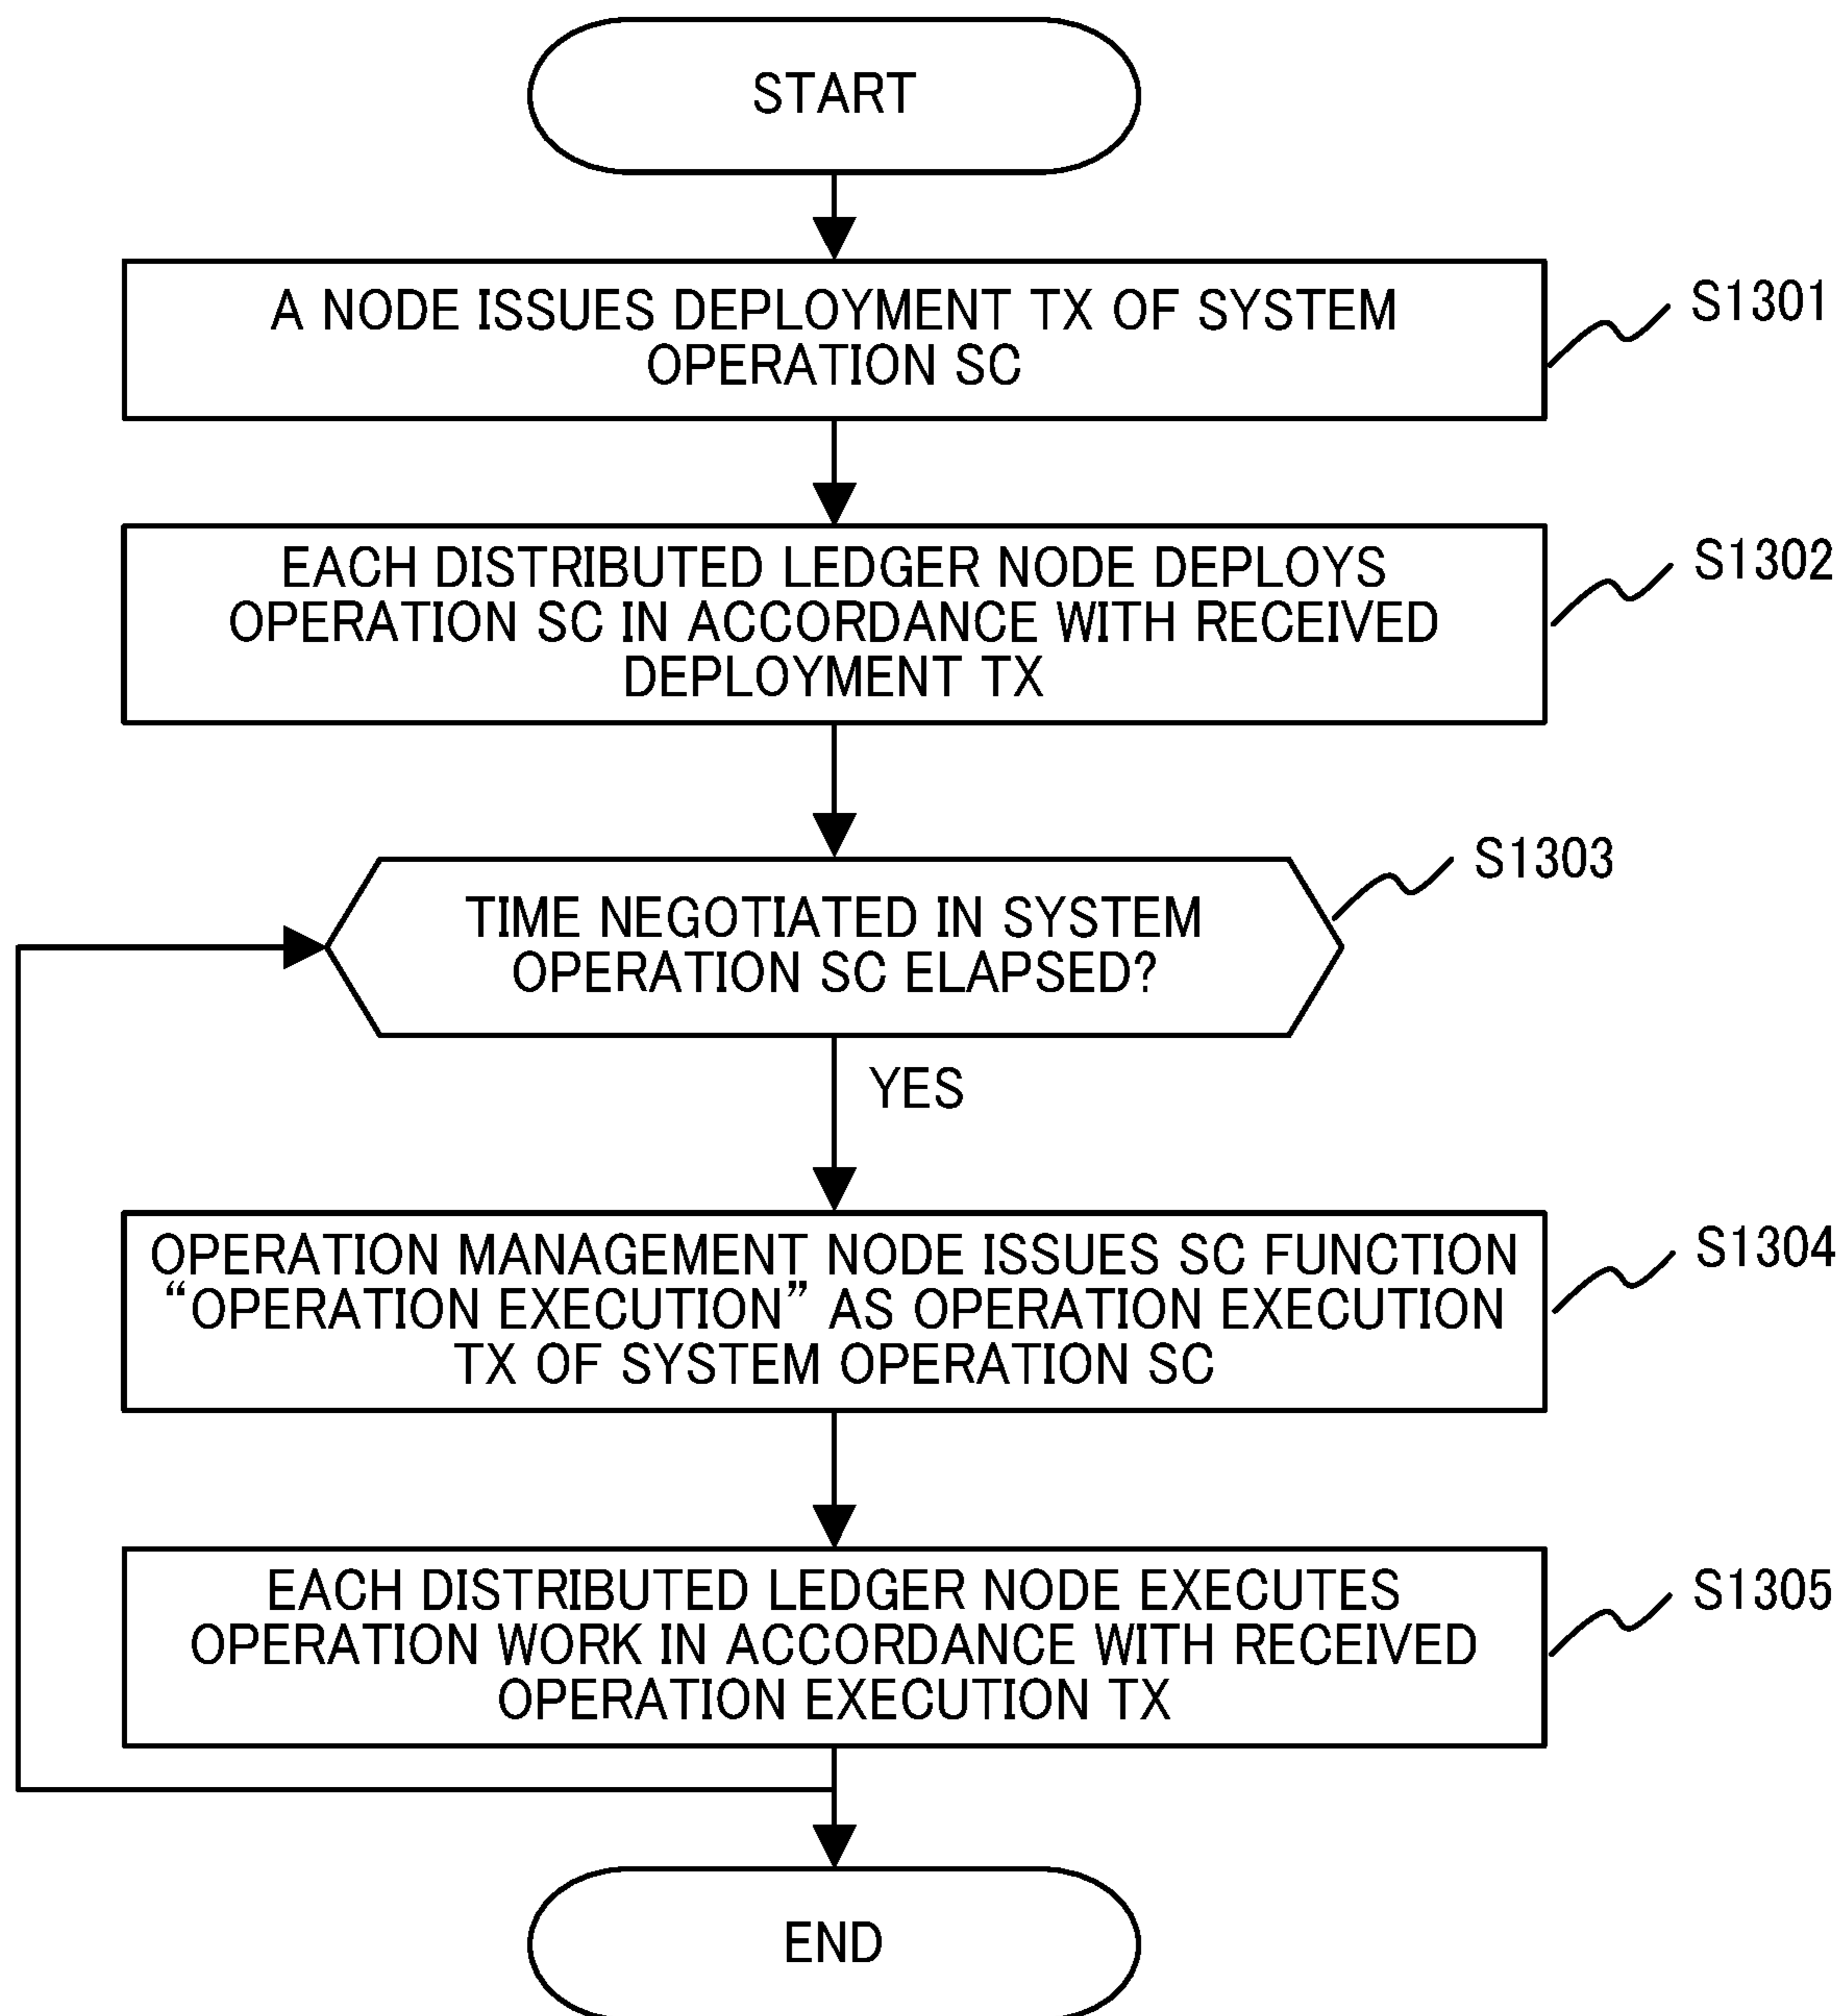 START
A NODE ISSUES DEPLOYMENT TX OF SYSTEM
OPERATION SC
S1301
EACH DISTRIBUTED LEDGER NODE DEPLOYS
OPERATION SC IN ACCORDANCE WITH RECEIVED
DEPLOYMENT TX
S1302
TIME NEGOTIATED IN SYSTEM
OPERATION SC ELAPSED?
S1303
YES
OPERATION MANAGEMENT NODE ISSUES SC FUNCTION
“OPERATION EXECUTION” AS OPERATION EXECUTION
TX OF SYSTEM OPERATION SC
S1304
EACH DISTRIBUTED LEDGER NODE EXECUTES
OPERATION WORK IN ACCORDANCE WITH RECEIVED
OPERATION EXECUTION TX
S1305
END